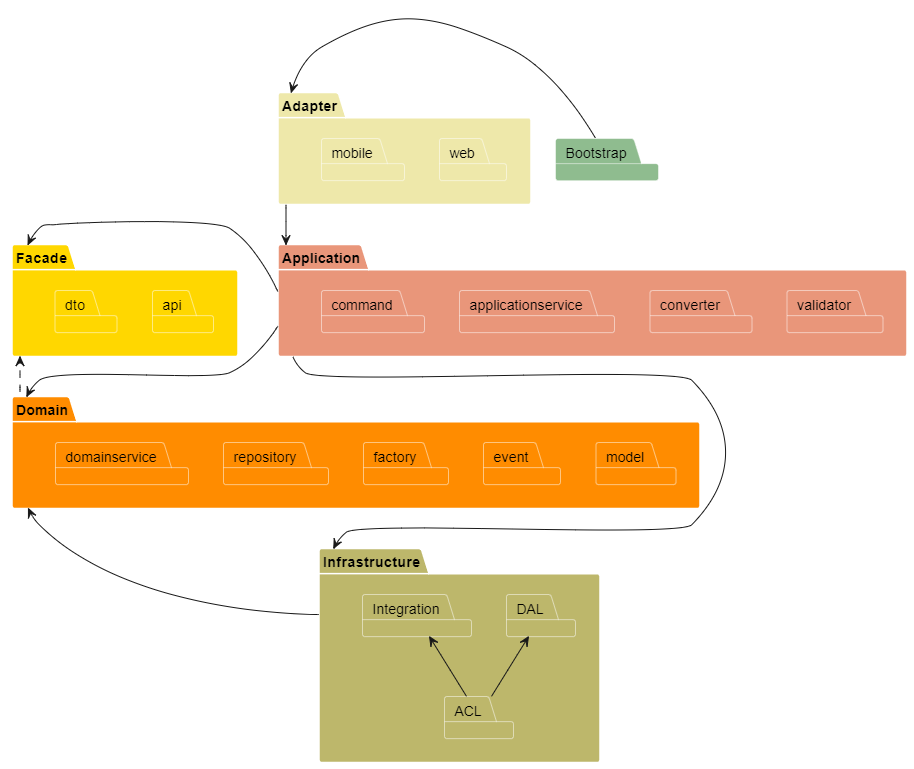 Adapter
mobile
web
Bootstrap
Facade
dto
api
Application
command
applicationservice
converter
validator
Domain
domainservice
repository
factory
event
model
Infrastructure
Integration
DAL
ACL